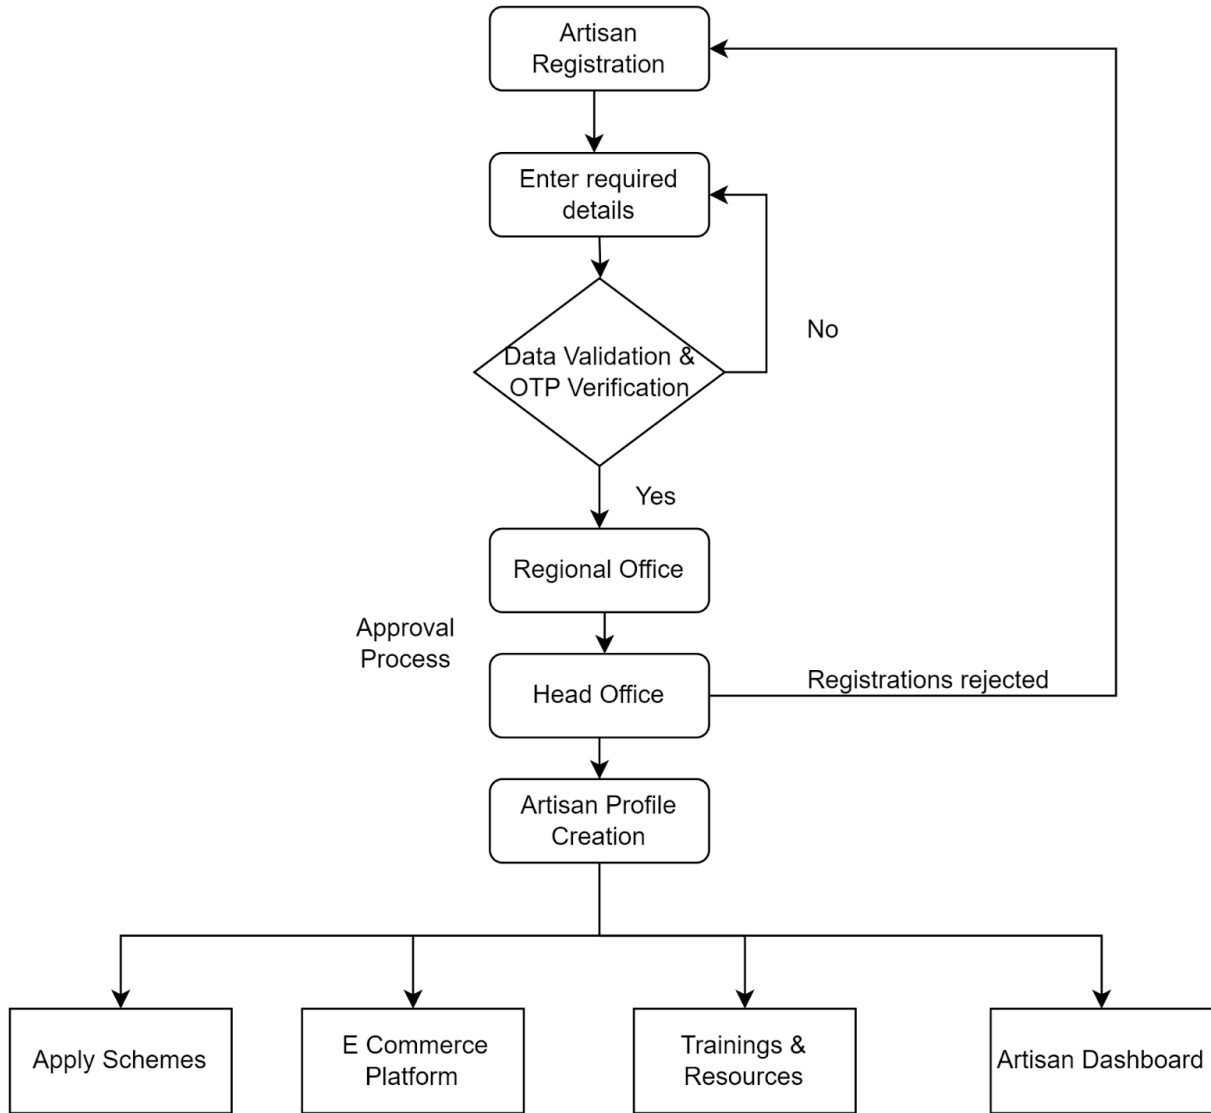 Artisan
Registration
Enter required
details
No
Data Validation &
OTP Verification
Yes
Regional Office
Approval
Process
Head Office
Registrations rejected
Artisan Profile
Creation
Apply Schemes
E Commerce
Platform
Trainings &
Resources
Artisan Dashboard